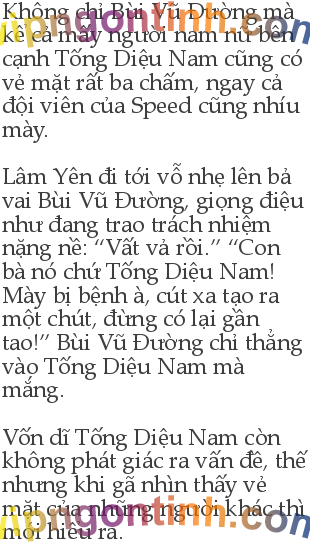 Không chỉ Bùi Vũ Đường mà
kể cả mấy người nam nữ bên
cạnh Tống Diệu Nam cũng có
vẻ mặt rất ba chấm, ngay cả
đội viên của Speed cũng nhíu
mày.
Lâm Yên đi tới vỗ nhẹ lên bả
vai Bùi Vũ Đường, giọng điệu
như đang trao trách nhiệm
nặng nề: “Vất vả rồi.” “Con
bà nó chứ Tống Diệu Nam!
Mày bị bệnh à, cút xa tạo ra
một chút, đừng có lại gần
tao!” Bùi Vũ Đường chỉ thẳng
vào Tống Diệu Nam mà
mắng.
Vốn dĩ Tống Diệu Nam còn
không phát giác ra vấn đề, thế
nhưng khi gã nhìn thấy vẻ
mặt của những người khác thì
mới hiểu ra.
vipngontinh.com
vipngontinh.com